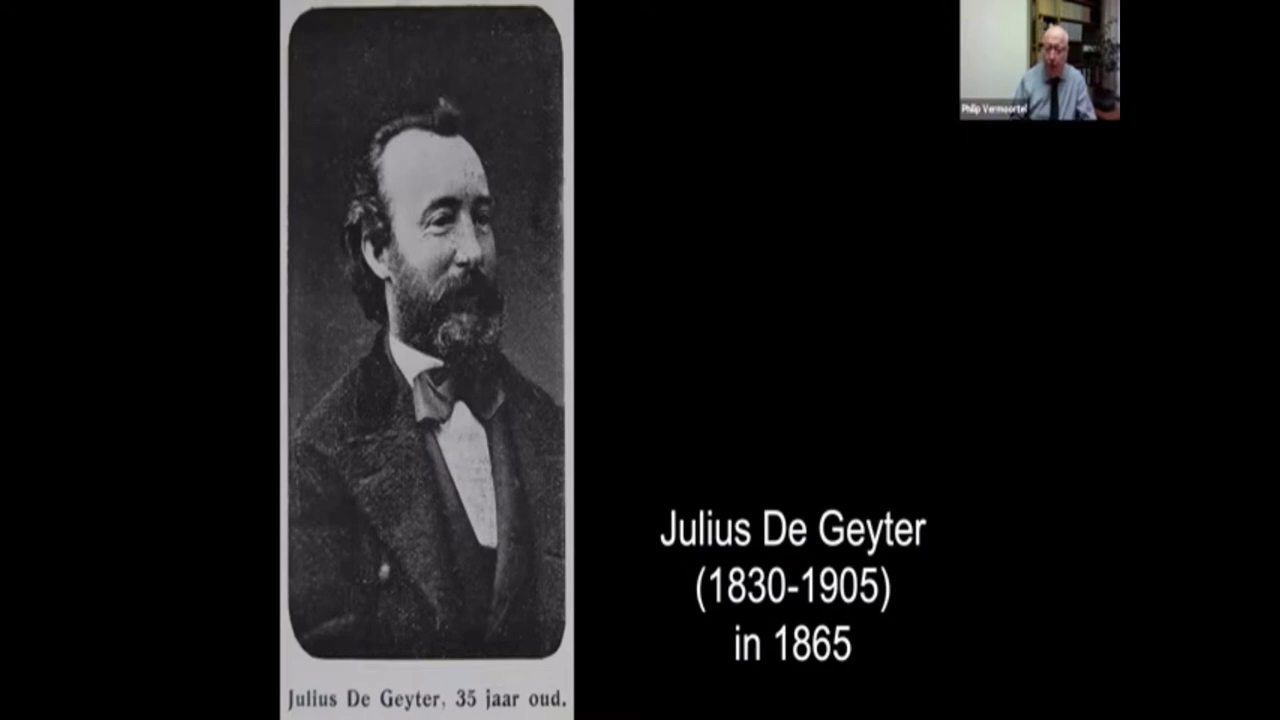 Philip Vermoortel
Julius De Geyter
(1830-1905)
in 1865
Julius De Geyter, 35 jaar oud.